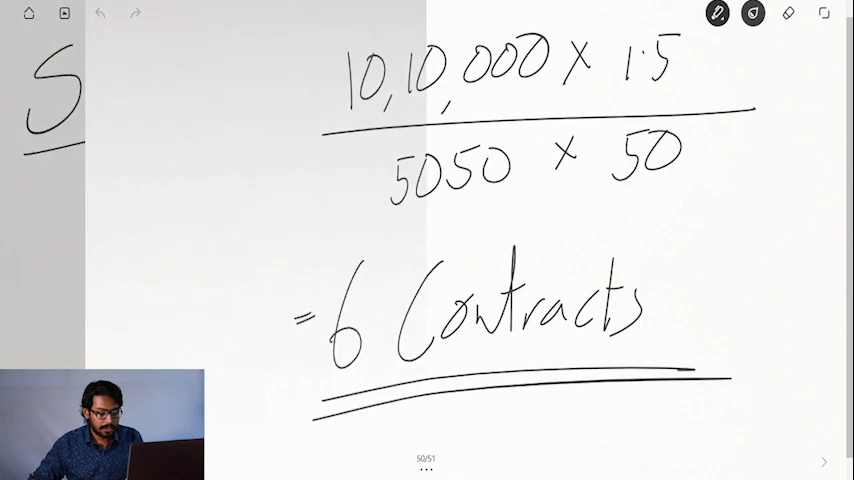 S
10,10,000 × 1.5
5050 × 50
= 6 Contracts
50/51